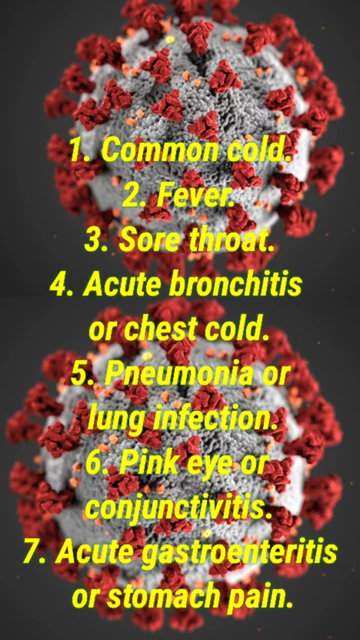 1. Common cold.
2. Fever.
3. Sore throat.
4. Acute bronchitis
or chest cold.
5. Pneumonia or
lung infection.
6. Pink eye or
conjunctivitis.
7. Acute gastroenteritis
or stomach pain.